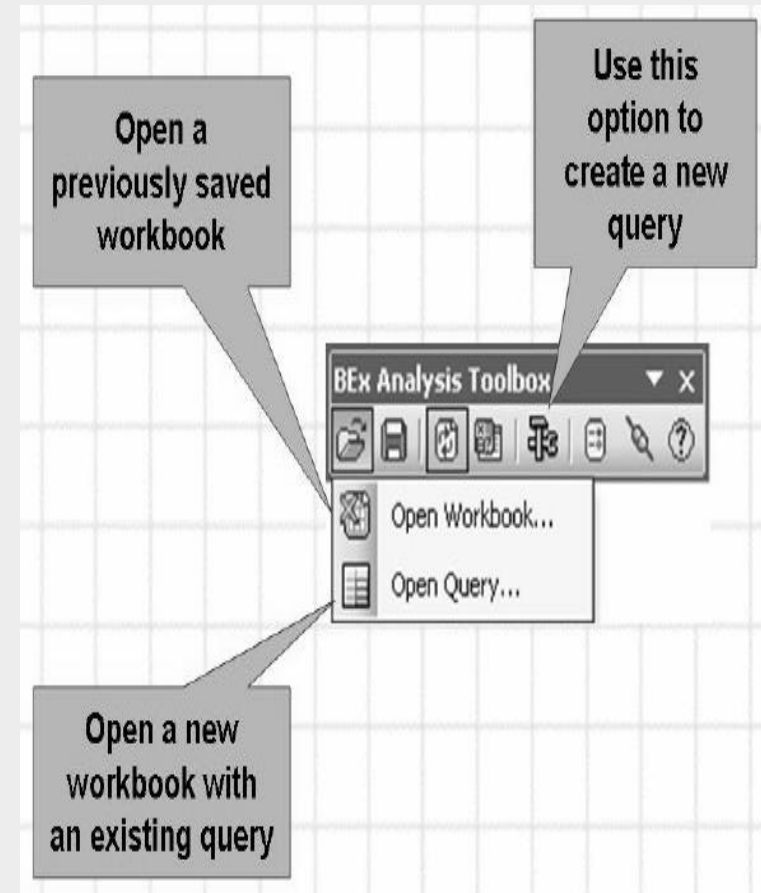 Open a
previously saved
workbook
Use this
option to
create a new
query
BEx Analysis Toolbox
Open Workbook...
Open Query...
Open a new
workbook with
an existing query